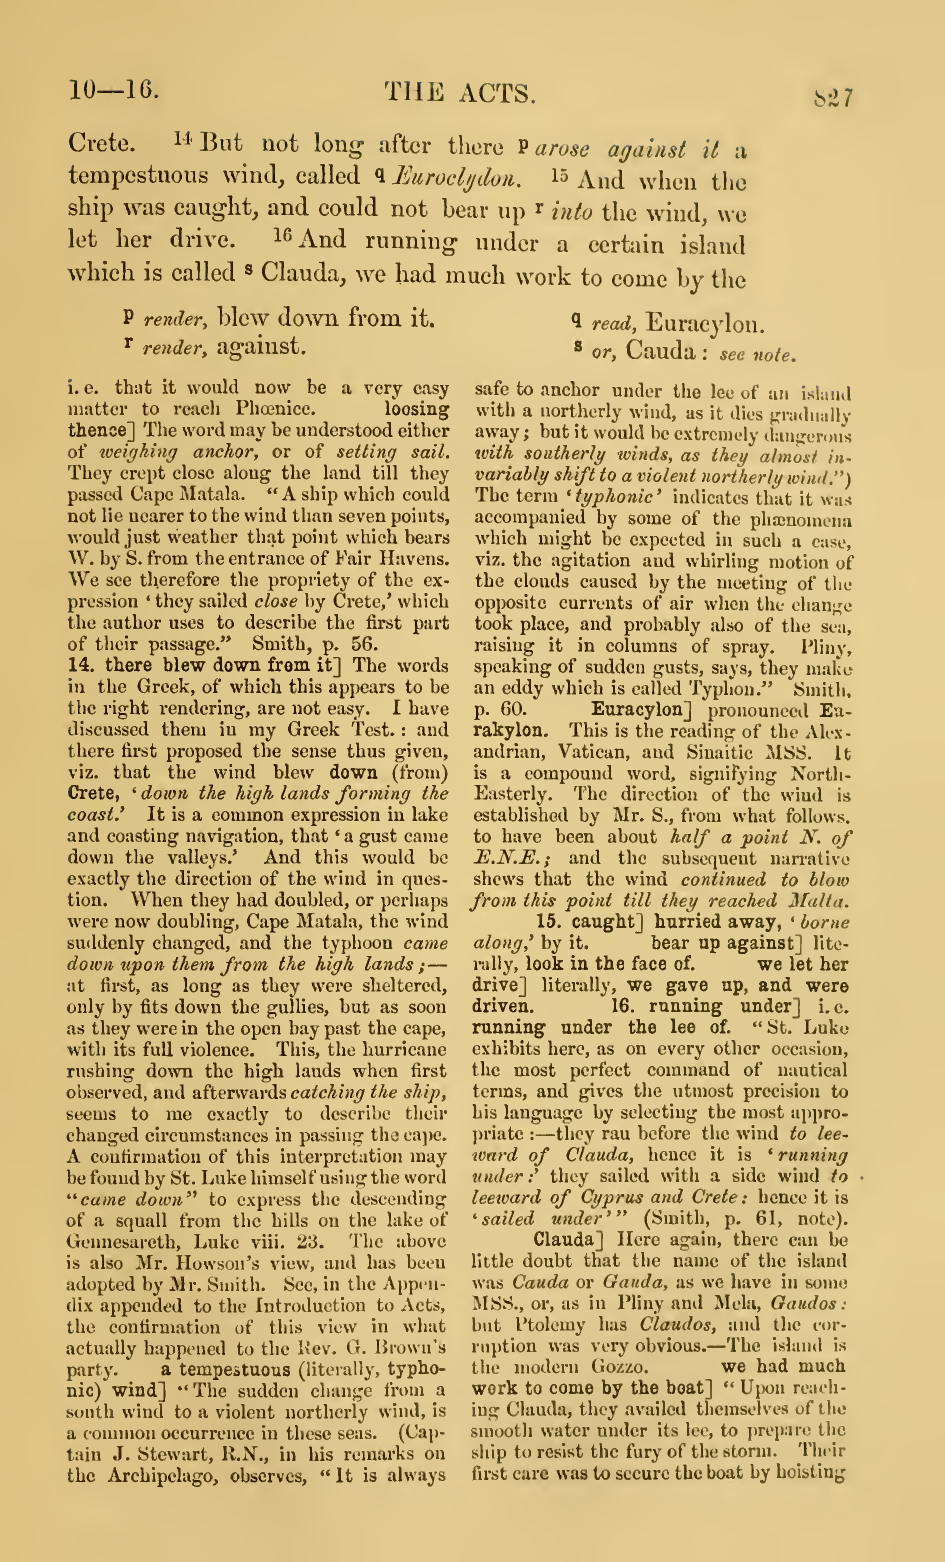 10—16.
THE ACTS.
827
Crete. 14 But not long after there p arose against it a
tempestuous wind, called q Euroclydon. 15 And when the
ship was caught, and could not bear up r into the wind, we
let her drive. 16 And running under a certain island
which is called s Clauda, we had much work to come by the
p render, blew down from it.
r render, against.
q read, Euracylon.
s or, Cauda : see note.
i. e. that it would now be a very easy
matter to reach Phœnice. loosing
thence] The word may be understood either
of weighing anchor, or of setting sail.
They crept close along the land till they
passed Cape Matala. “A ship which could
not lie nearer to the wind than seven points,
would just weather that point which bears
W. by S. from the entrance of Fair Havens.
We see therefore the propriety of the ex-
pression ‘ they sailed close by Crete,’ which
the author uses to describe the first part
of their passage.” Smith, p. 56.
14. there blew down from it] The words
in the Greek, of which this appears to be
the right rendering, are not easy. I have
discussed them in my Greek Test. : and
there first proposed the sense thus given,
viz. that the wind blew down (from)
Crete, ‘down the high lands forming the
coast.’ It is a common expression in lake
and coasting navigation, that ‘a gust came
down the valleys.’ And this would be
exactly the direction of the wind in ques-
tion. When they had doubled, or perhaps
were now doubling, Cape Matala, the wind
suddenly changed, and the typhoon came
down upon them from the high lands ;—
at first, as long as they were sheltered,
only by fits down the gullies, but as soon
as they were in the open bay past the cape,
with its full violence. This, the hurricane
rushing down the high lauds when first
observed, and afterwards catching the ship,
seems to me exactly to describe their
changed circumstances in passing the cape.
A confirmation of this interpretation may
be found by St. Luke himself using the word
“came down” to express the descending
of a squall from the hills on the lake of
Gennesareth, Luke viii. 23. The above
is also Mr. Howson’s view, and has been
adopted by Mr. Smith. See, in the Appen-
dix appended to the Introduction to Acts,
the confirmation of this view in what
actually happened to the Rev. G. Brown’s
party. a tempestuous (literally, typho-
nic) wind] “The sudden change from a
south wind to a violent northerly wind, is
a common occurrence in these seas. (Cap-
tain J. Stewart, R.N., in his remarks on
the Archipelago, observes, “It is always
safe to anchor under the lee of an island
with a northerly wind, as it dies gradually
away ; but it would be extremely dangerous
with southerly winds, as they almost in-
variably shift to a violent northerly wind.”)
The term ‘typhonic’ indicates that it was
accompanied by some of the phænomena
which might be expected in such a case,
viz. the agitation and whirling motion of
the clouds caused by the meeting of the
opposite currents of air when the change
took place, and probably also of the sea,
raising it in columns of spray. Pliny,
speaking of sudden gusts, says, they make
an eddy which is called Typhon.” Smith,
p. 60. Euracylon] pronounced Eu-
rakylon. This is the reading of the Alex-
andrian, Vatican, and Sinaitic MSS. It
is a compound word, signifying North-
Easterly. The direction of the wind is
established by Mr. S., from what follows,
to have been about half a point N. of
E.N.E.; and the subsequent narrative
shews that the wind continued to blow
from this point till they reached Malta.
15. caught] hurried away, ‘borne
along,’ by it. bear up against] lite-
rally, look in the face of. we let her
drive] literally, we gave up, and were
driven. 16. running under] i. e.
running under the lee of. “St. Luke
exhibits here, as on every other occasion,
the most perfect command of nautical
terms, and gives the utmost precision to
his language by selecting the most appro-
priate :—they rau before the wind to lee-
ward of Clauda, hence it is ‘running
under :’ they sailed with a side wind to
leeward of Cyprus and Crete : hence it is
‘sailed under’” (Smith, p. 61, note).
Clauda] Here again, there can be
little doubt that the name of the island
was Cauda or Gauda, as we have in some
MSS., or, as in Pliny and Mela, Gaudos :
but Ptolemy has Claudos, and the cor-
ruption was very obvious.—The island is
the modern Gozzo. we had much
work to come by the boat] “Upon reach-
ing Clauda, they availed themselves of the
smooth water under its lee, to prepare the
ship to resist the fury of the storm. Their
first care was to secure the boat by hoisting